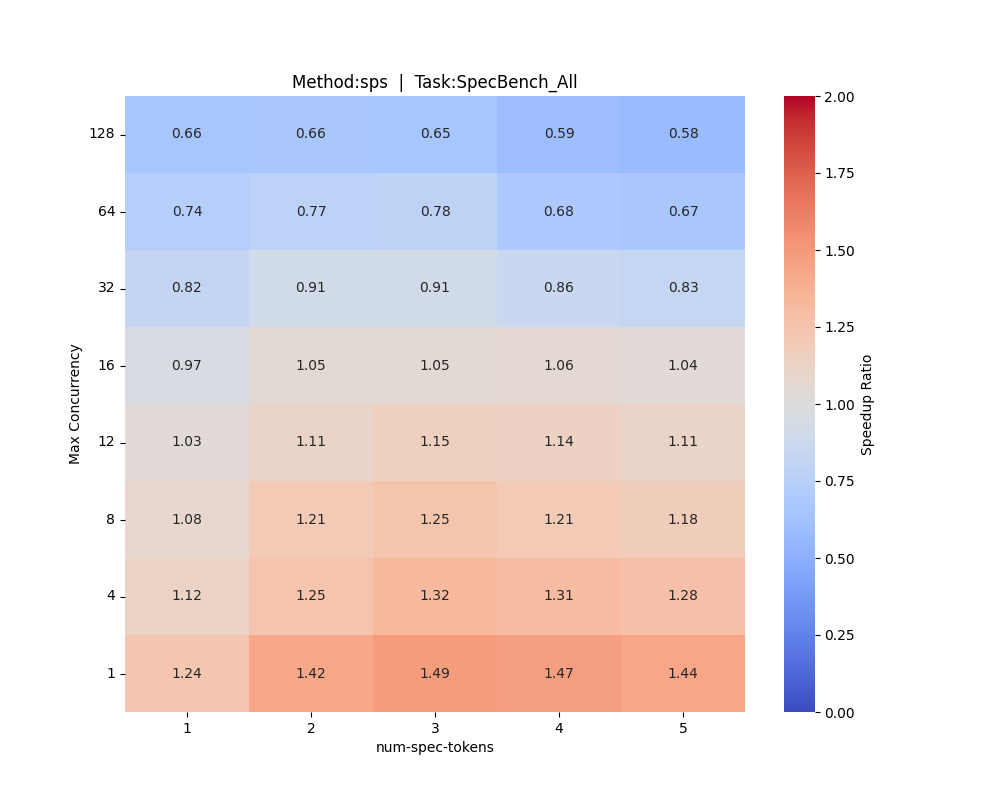 Method:sps | Task:SpecBench_All
128 0.66 0.66 0.65 0.59 0.58
64 0.74 0.77 0.78 0.68 0.67
32 0.82 0.91 0.91 0.86 0.83
16 0.97 1.05 1.05 1.06 1.04
12 1.03 1.11 1.15 1.14 1.11
8 1.08 1.21 1.25 1.21 1.18
4 1.12 1.25 1.32 1.31 1.28
1 1.24 1.42 1.49 1.47 1.44
1 2 3 4 5
num-spec-tokens
Max Concurrency
2.00
1.75
1.50
1.25
1.00
0.75
0.50
0.25
0.00
Speedup Ratio